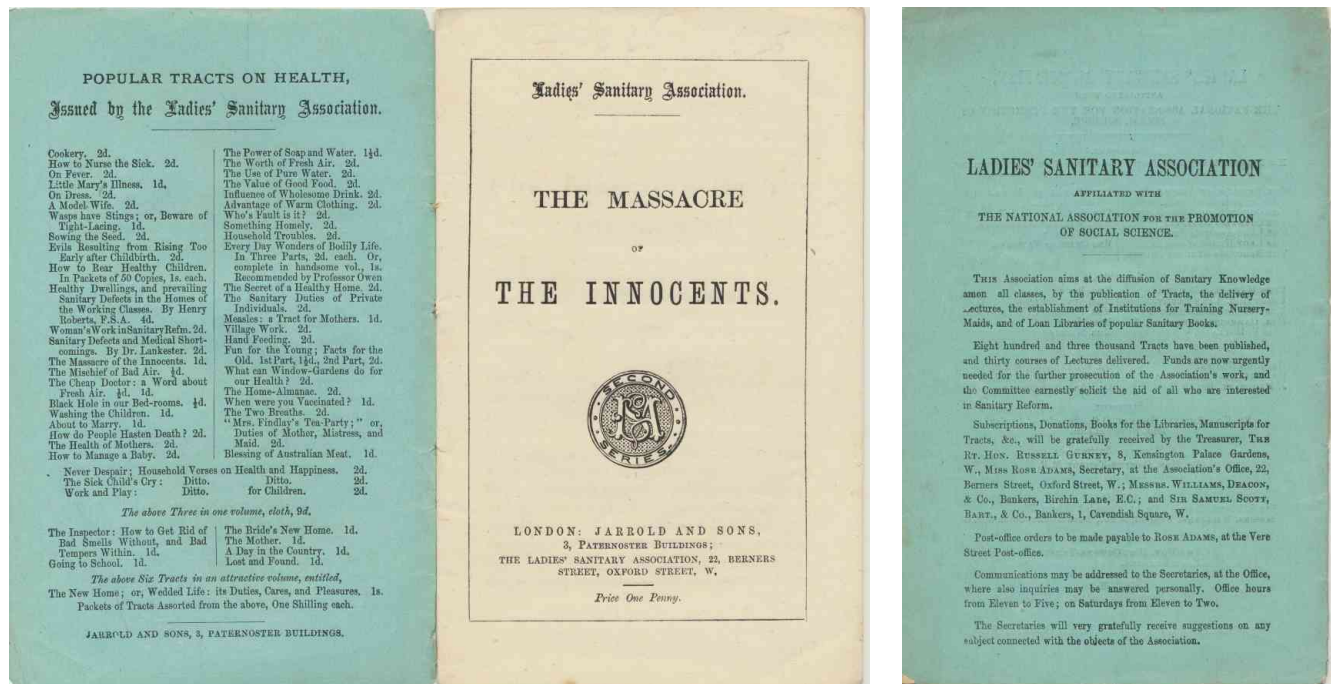 POPULAR TRACTS ON HEALTH,
Issued by the Ladies' Sanitary Association.
Cookery. 2d.
How to Nurse the Sick. 2d.
On Fever. 2d.
Little Mary's Illness. 1d,
On Dress. 2d.
A Model Wife. 2d.
Wasps have Stings; or, Beware of
Tight-Lacing. 1d.
Sowing the Seed. 2d.
Evils Resulting from Rising Too
Early after Childbirth. 2d.
How to Rear Healthy Children.
In Packets of 50 Copies, 1s. each.
Healthy Dwellings, and prevailing
Sanitary Defects in the Homes of
the Working Classes. By Henry
Roberts, F.S.A. 4d.
Woman's Work in Sanitary Refm. 2d.
Sanitary Defects and Medical Short-
comings. By Dr. Lankester. 2d.
The Massacre of the Innocents. 1d.
The Mischief of Bad Air. ½d.
The Cheap Doctor: a Word about
Fresh Air. ½d. 1d.
Black Hole in our Bed-rooms. ½d.
Washing the Children. 1d.
About to Marry. 1d.
How do People Hasten Death? 2d.
The Health of Mothers. 2d.
How to Manage a Baby. 2d.
The Power of Soap and Water. 1½d.
The Worth of Fresh Air. 2d.
The Use of Pure Water. 2d.
The Value of Good Food. 2d.
Influence of Wholesome Drink. 2d.
Advantage of Warm Clothing. 2d.
Who's Fault is it? 2d.
Something Homely. 2d.
Household Troubles. 2d.
Every Day Wonders of Bodily Life.
In Three Parts, 2d. each. Or,
complete in handsome vol., 1s.
Recommended by Professor Owen
The Secret of a Healthy Home. 2d.
The Sanitary Duties of Private
Individuals. 2d.
Measles: a Tract for Mothers. 1d.
Village Work. 2d.
Hand Feeding. 2d.
Fun for the Young; Facts for the
Old. 1st Part, 1½d., 2nd Part, 2d.
What can Window-Gardens do for
our Health? 2d.
The Home-Almanac. 2d.
When were you Vaccinated? 1d.
The Two Breaths. 2d.
"Mrs. Findlay's Tea-Party;" or,
Duties of Mother, Mistress, and
Maid. 2d.
Blessing of Australian Meat. 1d.
Never Despair; Household Verses on Health and Happiness. 2d.
The Sick Child's Cry: Ditto. Ditto. 2d.
Work and Play: Ditto. for Children. 2d.
The above Three in one volume, cloth, 9d,
The Inspector: How to Get Rid of
Bad Smells Without, and Bad
Tempers Within. 1d.
Going to School. 1d.
The Bride's New Home. 1d.
The Mother. 1d.
A Day in the Country. 1d.
Lost and Found. 1d.
The above Six Tracts in an attractive volume, entitled,
The New Home; or, Wedded Life: its Duties, Cares, and Pleasures. 1s.
Packets of Tracts Assorted from the above, One Shilling each.
JARROLD AND SONS, 3, PATERNOSTER BUILDINGS.
Ladies' Sanitary Association.
THE MASSACRE
OF
THE INNOCENTS.
SECOND
SERIES.
LONDON: JARROLD AND SONS,
3, PATERNOSTER BUILDINGS;
THE LADIES' SANITARY ASSOCIATION, 22, BERNERS
STREET, OXFORD STREET, W,
Price One Penny.
LADIES' SANITARY ASSOCIATION
AFFILIATED WITH
THE NATIONAL ASSOCIATION FOR THE PROMOTION
OF SOCIAL SCIENCE.
THIS Association aims at the diffusion of Sanitary Knowledge
amon all classes, by the publication of Tracts, the delivery of
Lectures, the establishment of Institutions for Training Nursery-
Maids, and of Loan Libraries of popular Sanitary Books.
Eight hundred and three thousand Tracts have been published,
and thirty courses of Lectures delivered. Funds are now urgently
needed for the further prosecution of the Association's work, and
the Committee earnestly solicit the aid of all who are interested
in Sanitary Reform.
Subscriptions, Donations, Books for the Libraries, Manuscripts for
Tracts, &c., will be gratefully received by the Treasurer, THE
RT. HON. RUSSELL GURNEY, 8, Kensington Palace Gardens,
W., MISS ROSE ADAMS, Secretary, at the Association's Office, 22,
Berners Street, Oxford Street, W.; MESSRS. WILLIAMS, DEACON,
& Co., Bankers, Birchin Lane, E.C.; and SIR SAMUEL SCOTT,
BART., & Co., Bankers, 1, Cavendish Square, W.
Post-office orders to be made payable to ROSE ADAMS, at the Vere
Street Post-office.
Communications may be addressed to the Secretaries, at the Office,
where also inquiries may be answered personally. Office hours
from Eleven to Five; on Saturdays from Eleven to Two.
The Secretaries will very gratefully receive suggestions on any
subject connected with the objects of the Association.